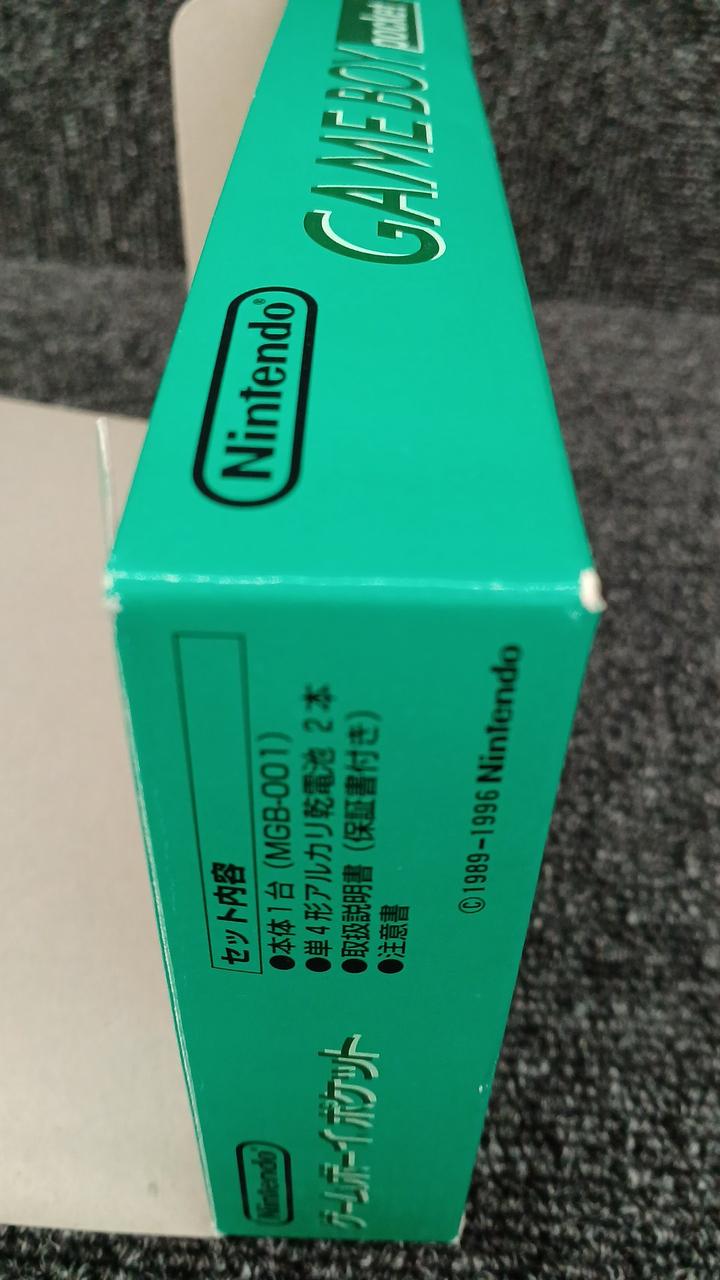 GAME BOY pocket
Nintendo®
セット内容
●本体1台 (MGB-001)
●単4形アルカリ乾電池 2本
●取扱説明書 (保証書付き)
●注意書
©1989-1996 Nintendo
Nintendo
ゲームボーイポケット